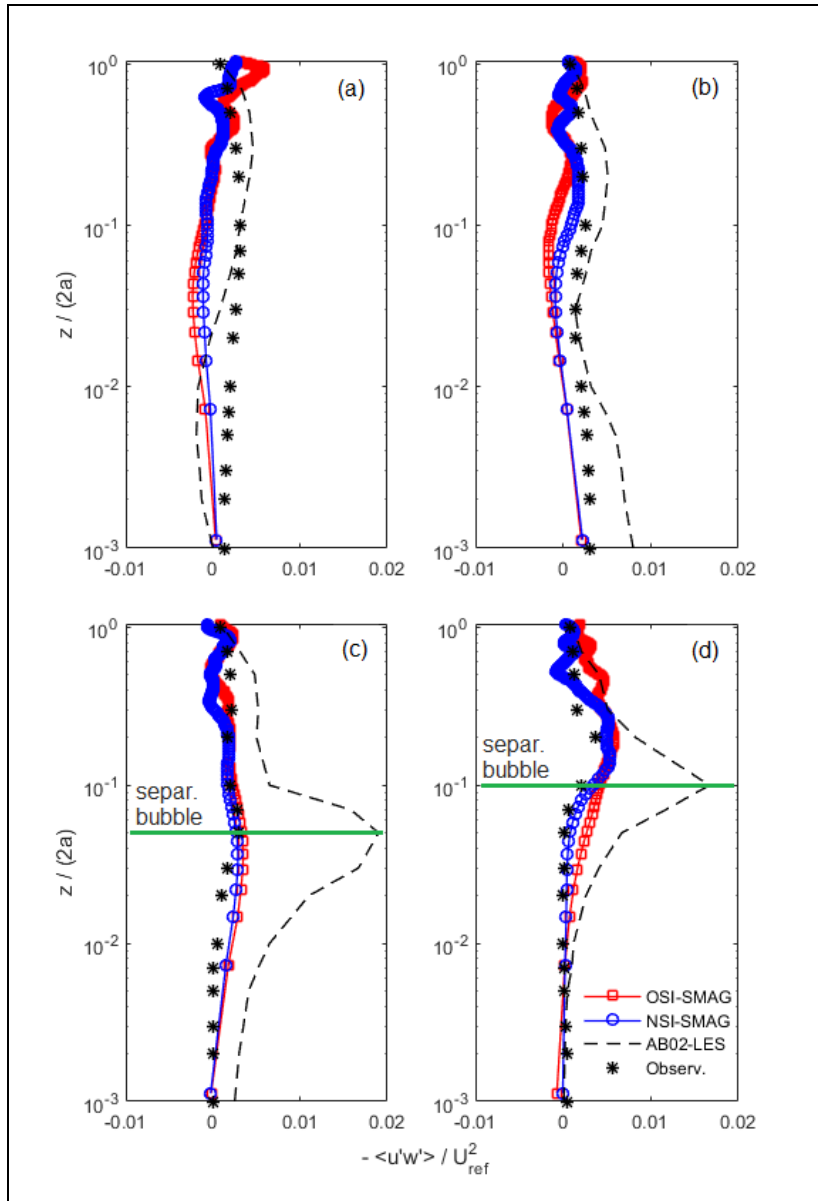 10^0
(a)
10^-1
z / (2a)
10^-2
10^-3
-0.01
0
0.01
0.02
10^0
(b)
10^-1
10^-2
10^-3
-0.01
0
0.01
0.02
10^0
(c)
10^-1
separ.
bubble
z / (2a)
10^-2
10^-3
-0.01
0
0.01
0.02
10^0
(d)
separ.
bubble
10^-1
10^-2
OSI-SMAG
NSI-SMAG
AB02-LES
Observ.
10^-3
-0.01
0
0.01
0.02
- <u'w'> / U^2_ref